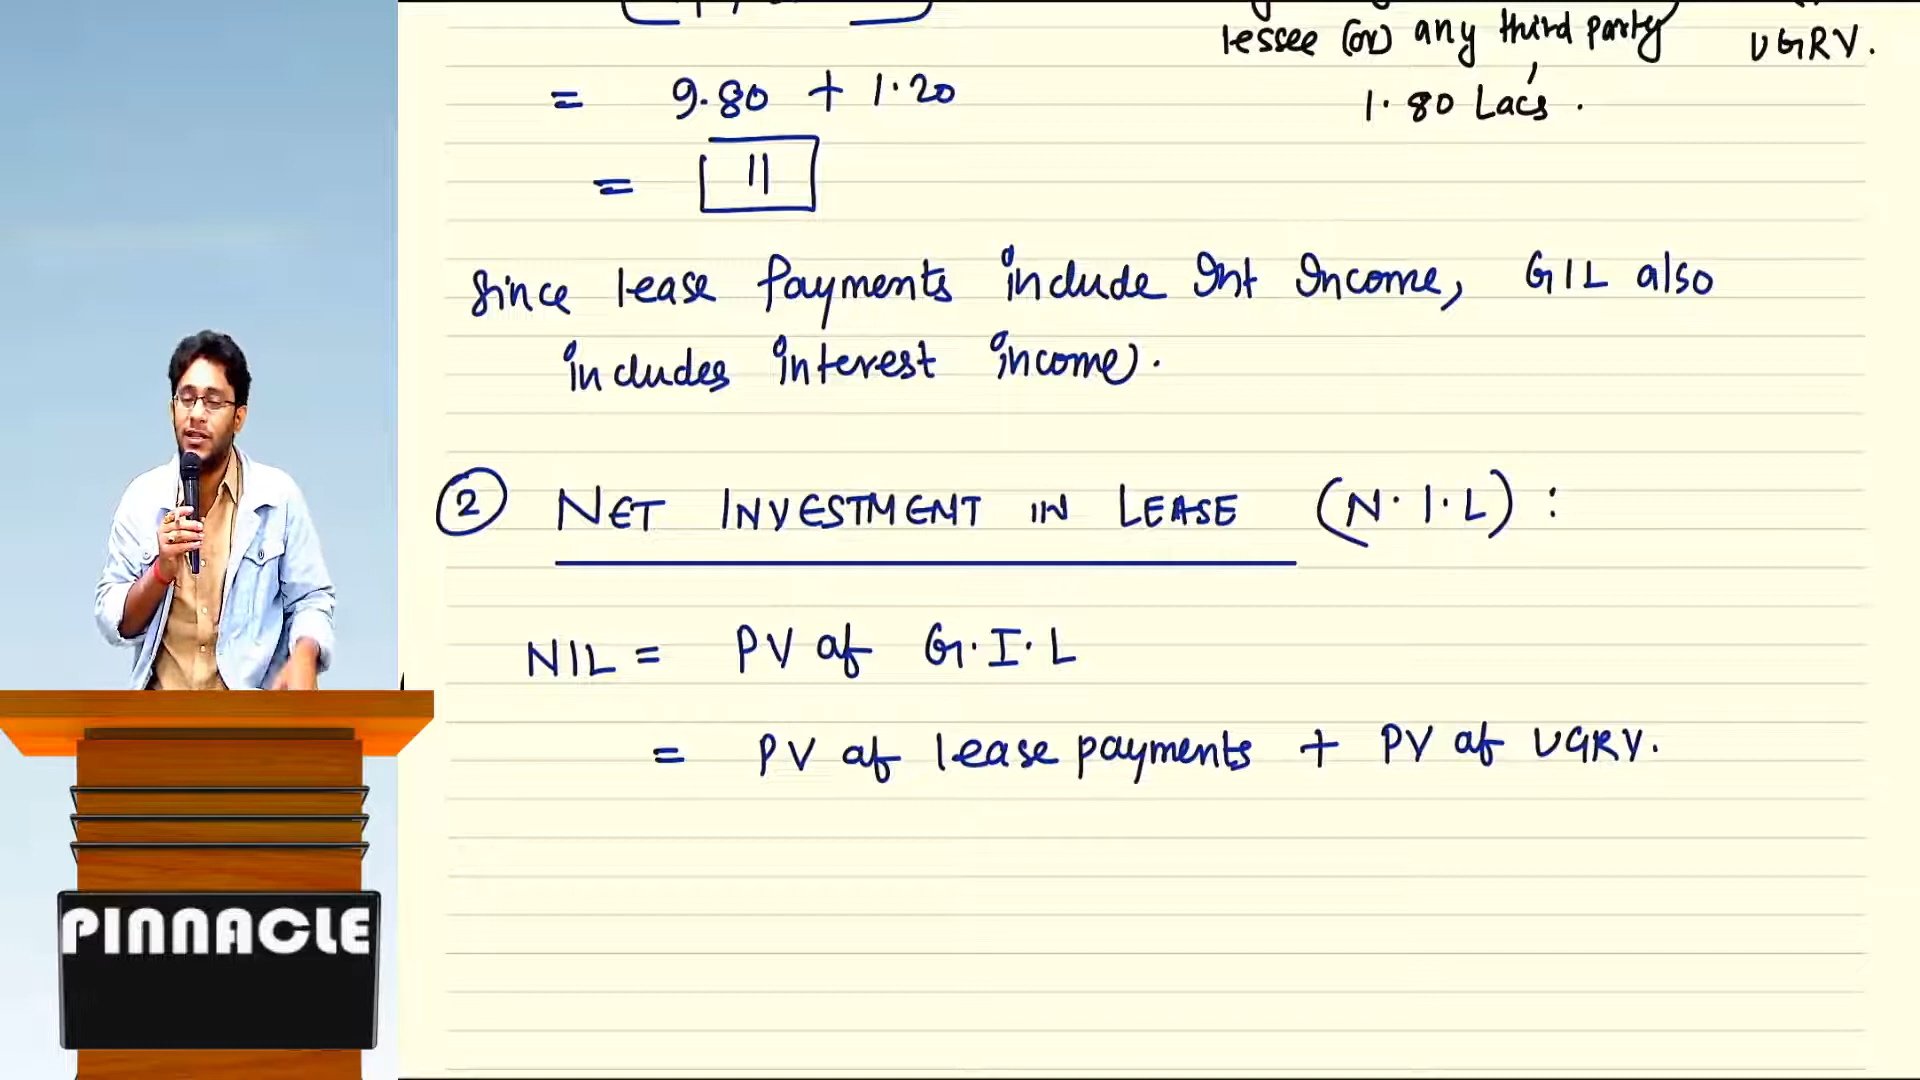 lessee (or) any third party
UGRV.
1.80 Lacs.
= 9.80 + 1.20
= 11
Since lease payments include Int Income, GIL also
includes interest income.
② NET INVESTMENT IN LEASE (N.I.L) :
NIL = PV of G.I.L
= PV of lease payments + PV of UGRV.
PINNACLE